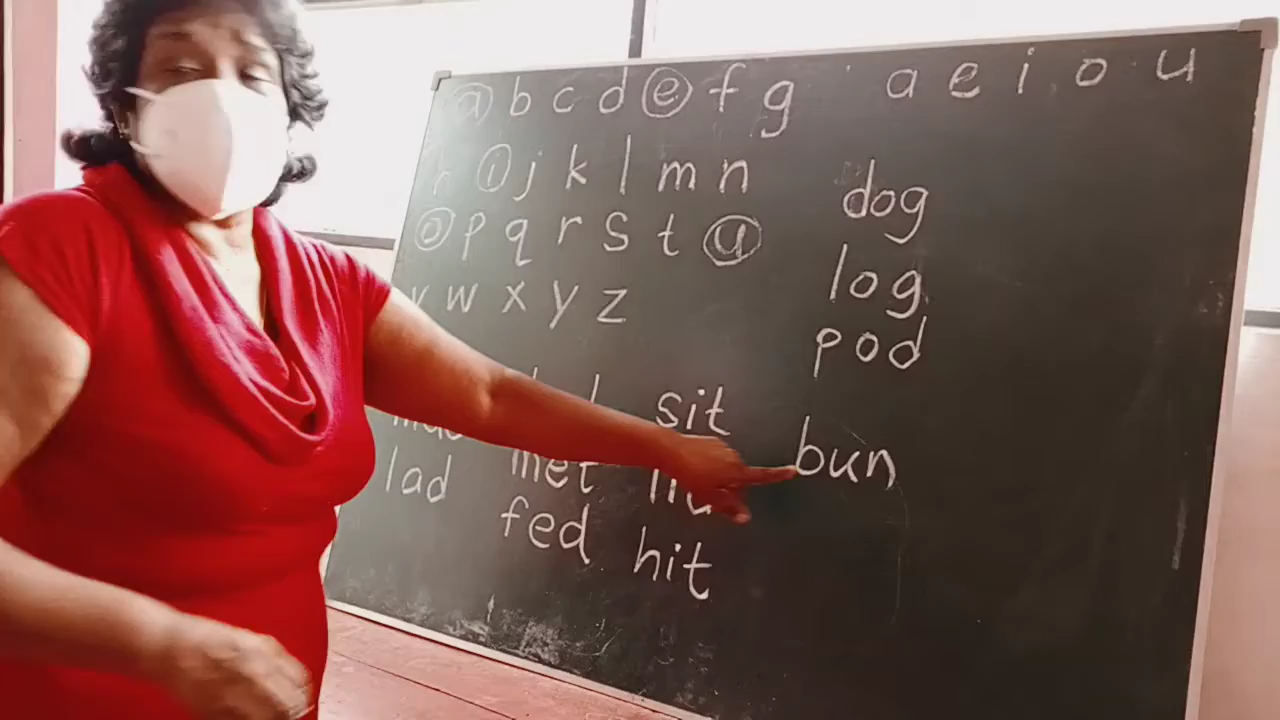 a b c d e f g
a e i o u
h i j k l m n
o p q r s t u
v w x y z
dog
log
pod
bun
lad
met
fed
sit
hit